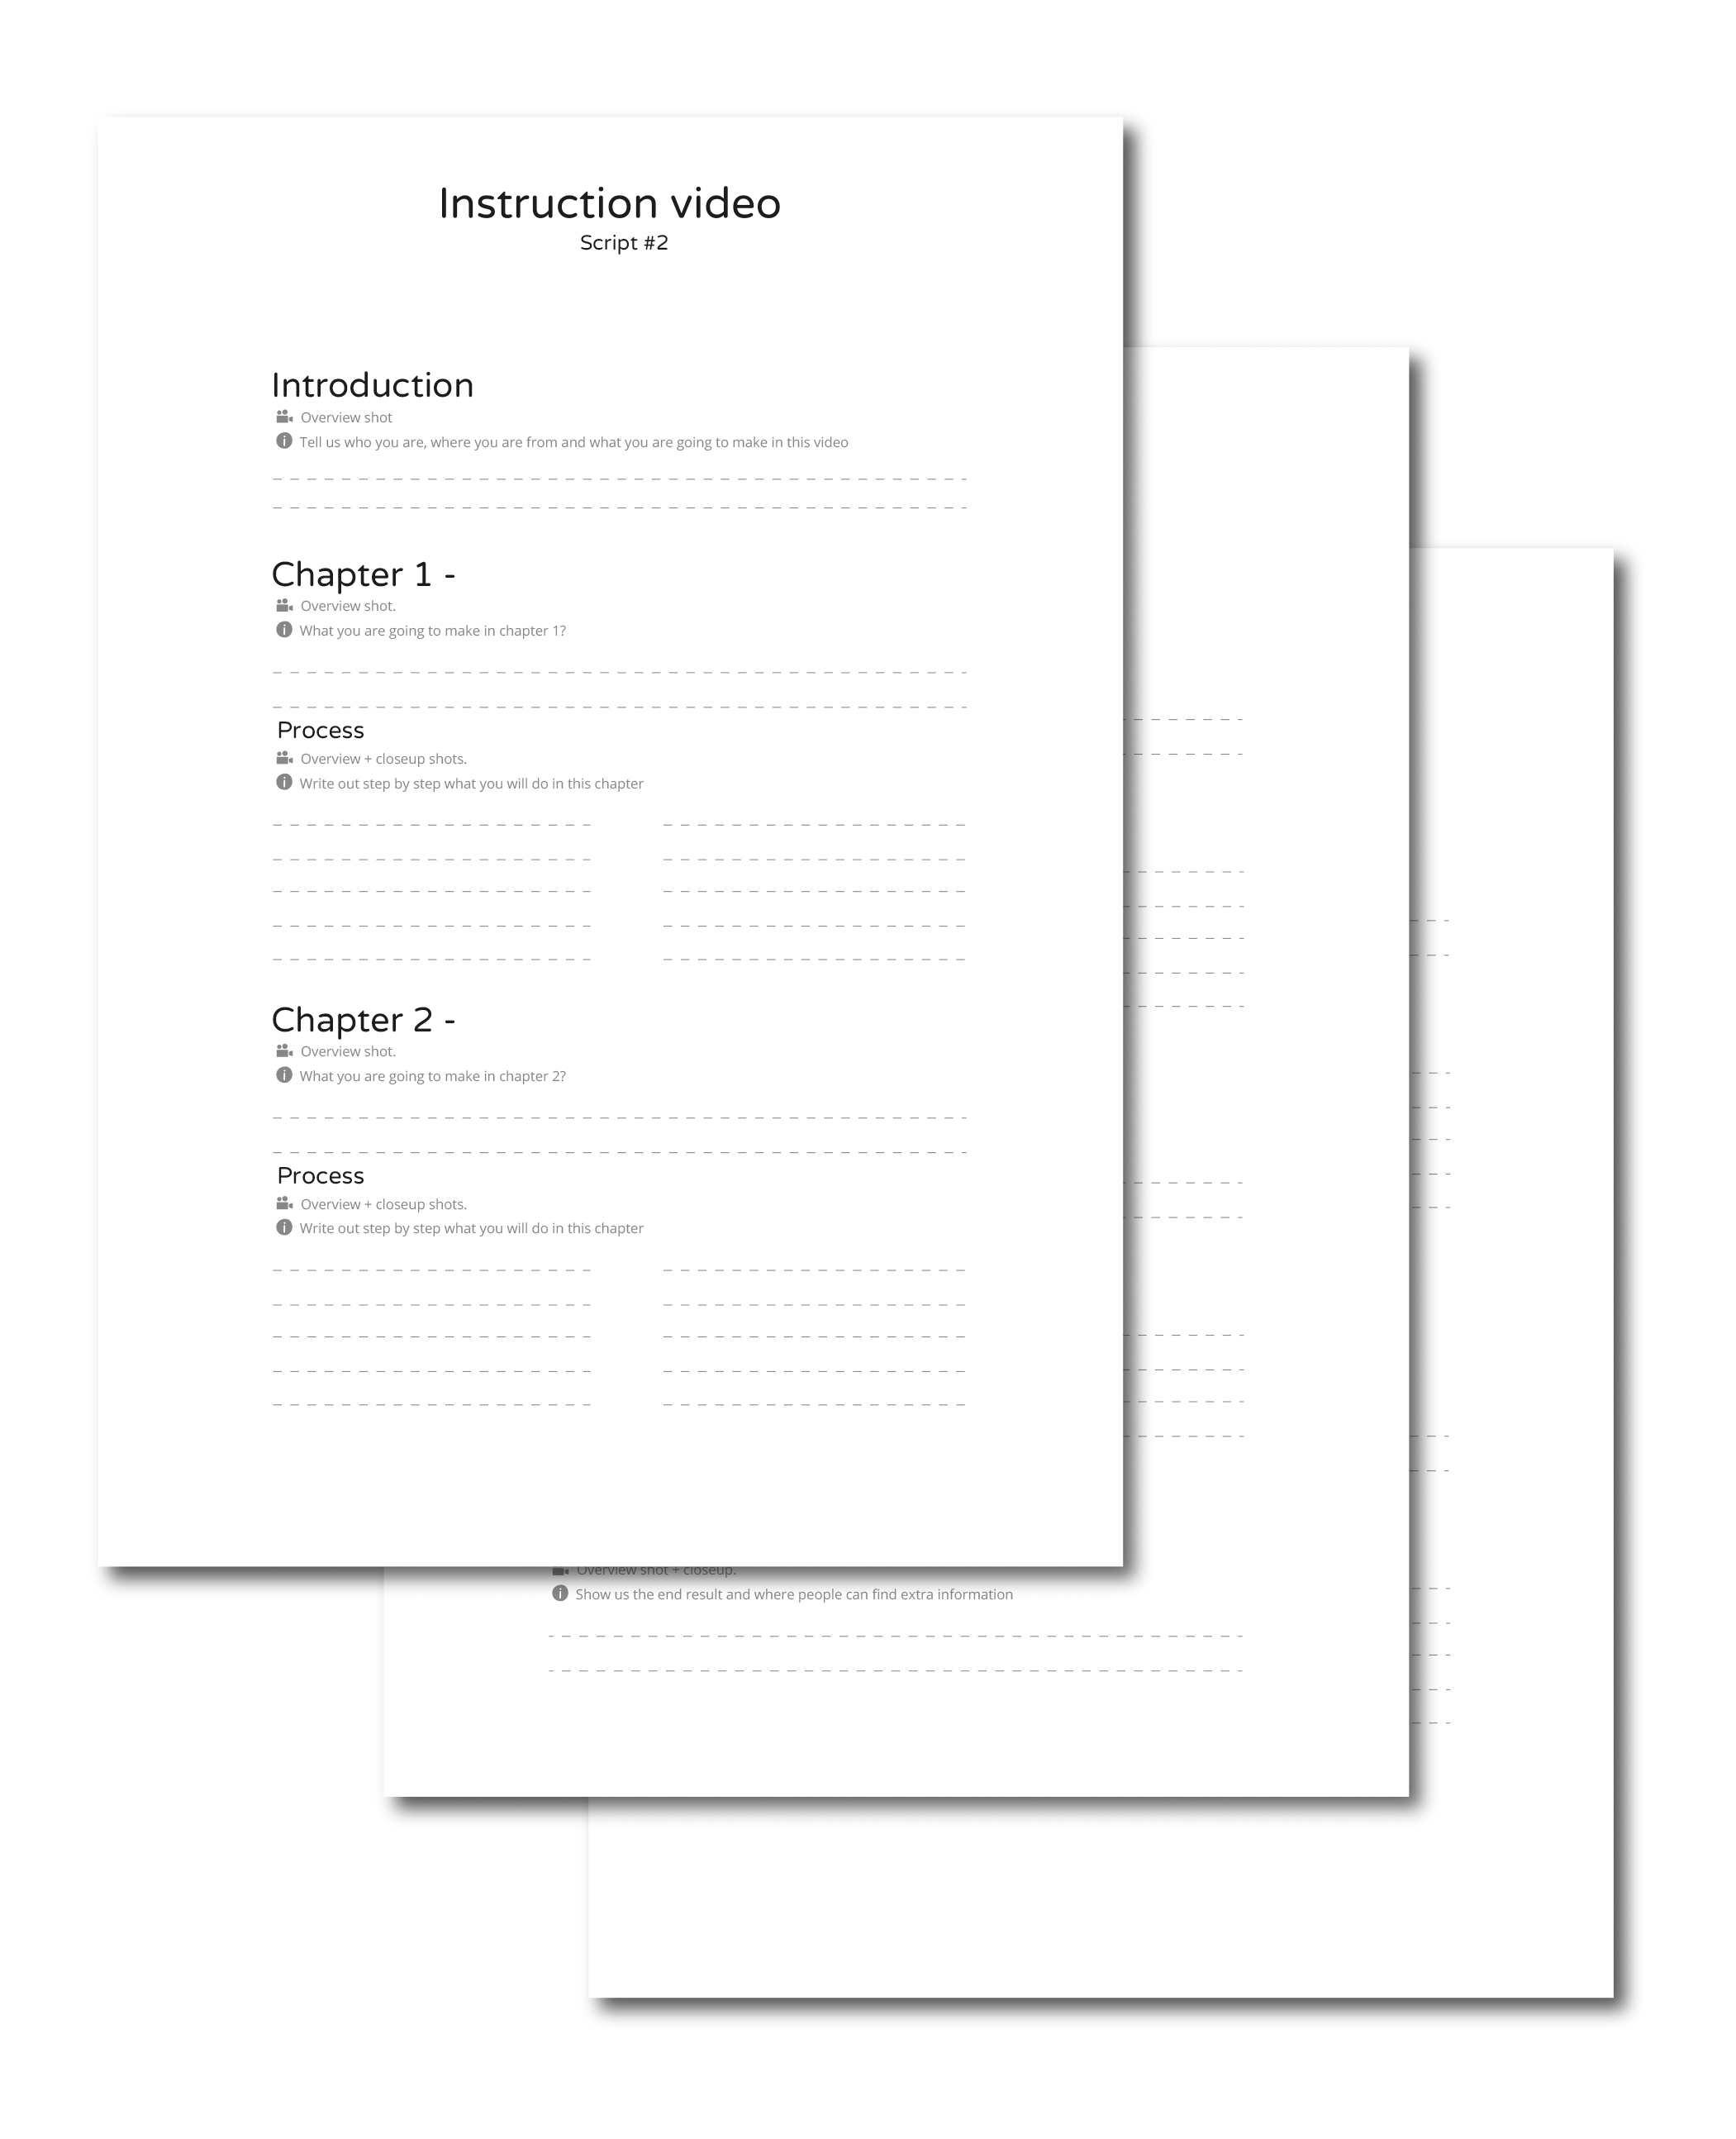 Instruction video
Script #2
Introduction
Overview shot
Tell us who you are, where you are from and what you are going to make in this video
Chapter 1 -
Overview shot.
What you are going to make in chapter 1?
Process
Overview + closeup shots.
Write out step by step what you will do in this chapter
Chapter 2 -
Overview shot.
What you are going to make in chapter 2?
Process
Overview + closeup shots.
Write out step by step what you will do in this chapter
Overview shot + closeup.
Show us the end result and where people can find extra information